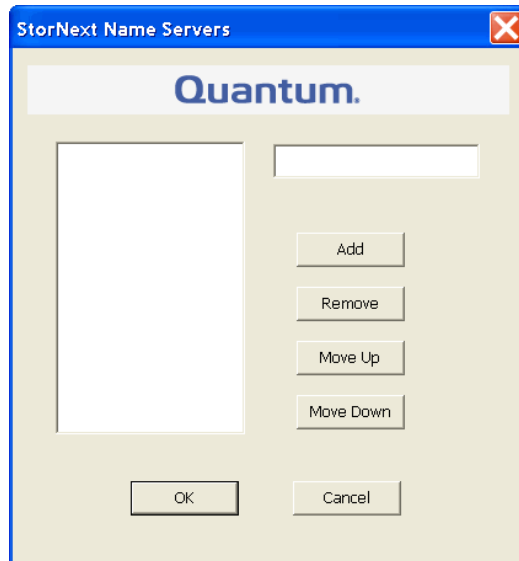 StorNext Name Servers
Quantum.
Add
Remove
Move Up
Move Down
OK
Cancel